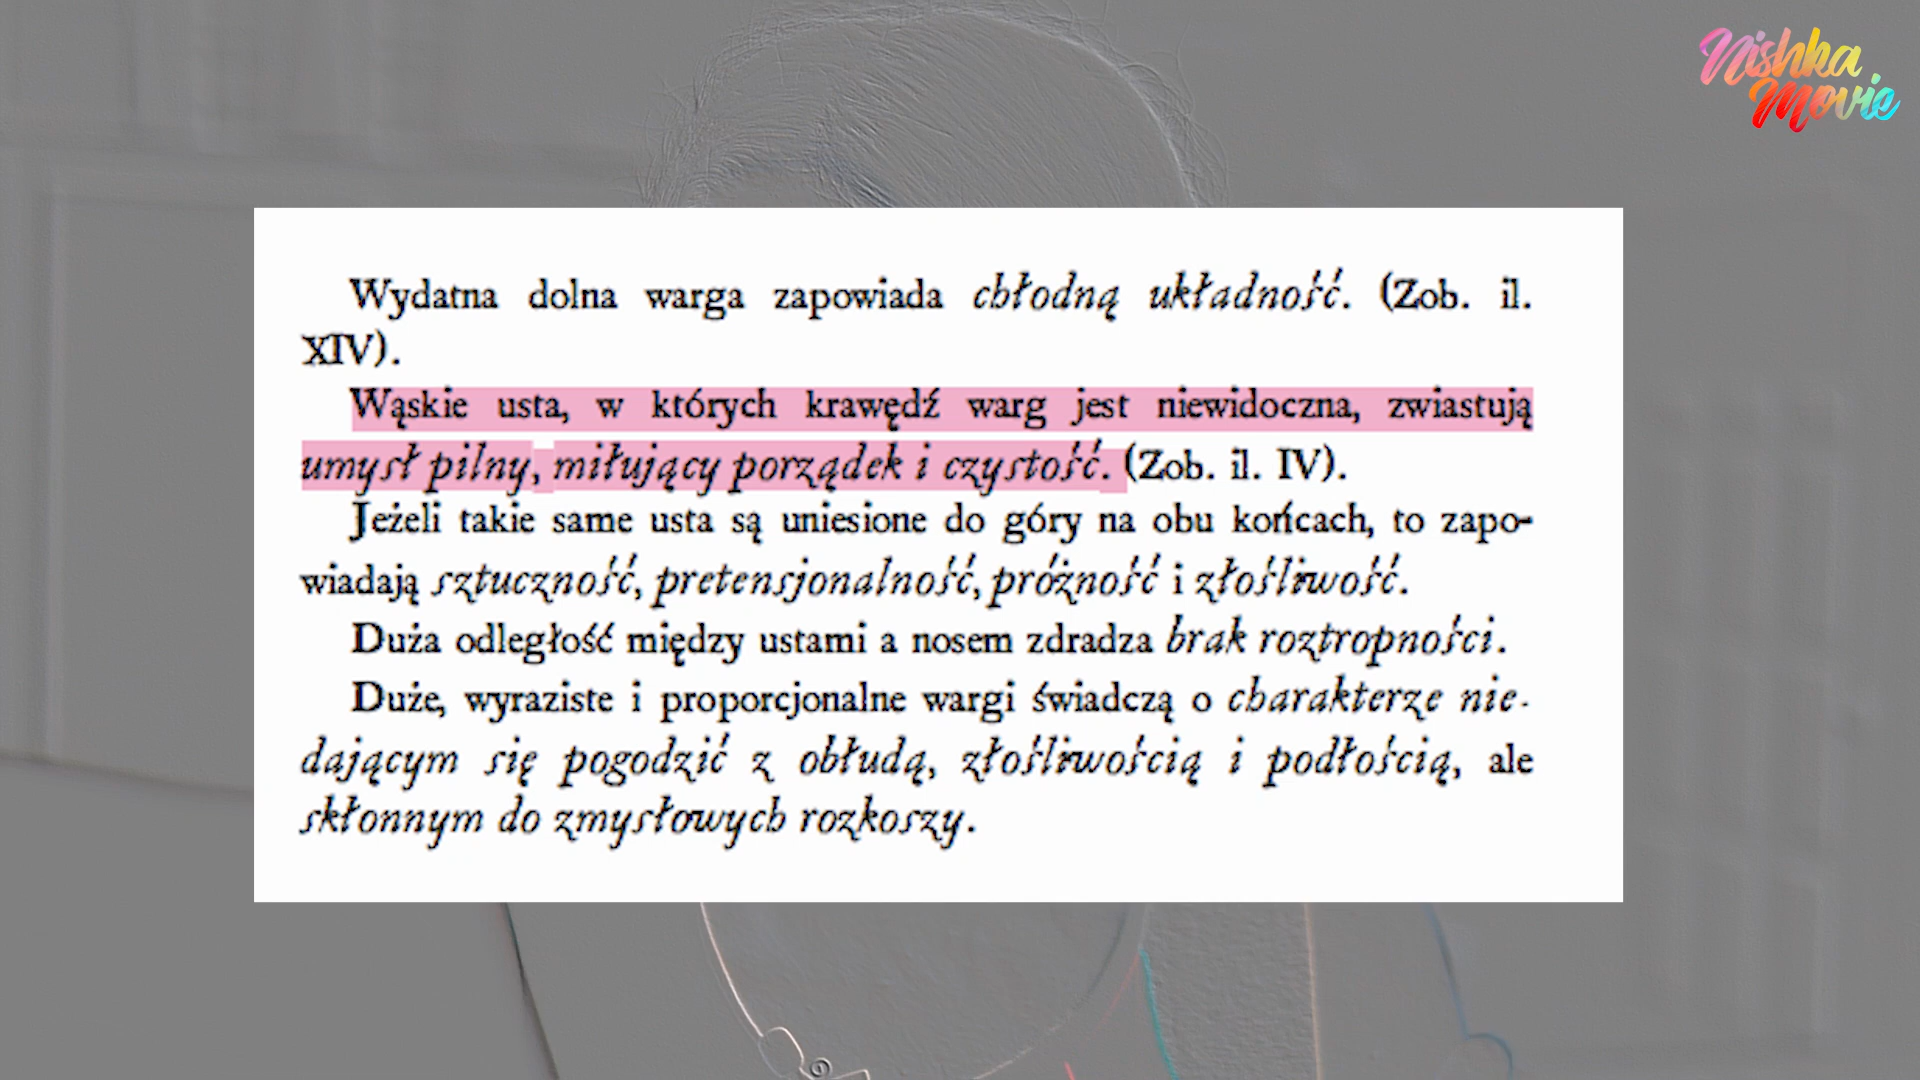 Nishka
Movie
Wydatna dolna warga zapowiada chłodną układność. (Zob. il.
XIV).
Wąskie usta, w których krawędź warg jest niewidoczna, zwiastują
umysł pilny, miłujący porządek i czystość. (Zob. il. IV).
Jeżeli takie same usta są uniesione do góry na obu końcach, to zapo-
wiadają sztuczność, pretensjonalność, próżność i złośliwość.
Duża odległość między ustami a nosem zdradza brak roztropności.
Duże, wyraziste i proporcjonalne wargi świadczą o charakterze nie-
dającym się pogodzić z obłudą, złośliwością i podłością, ale
skłonnym do zmysłowych rozkoszy.